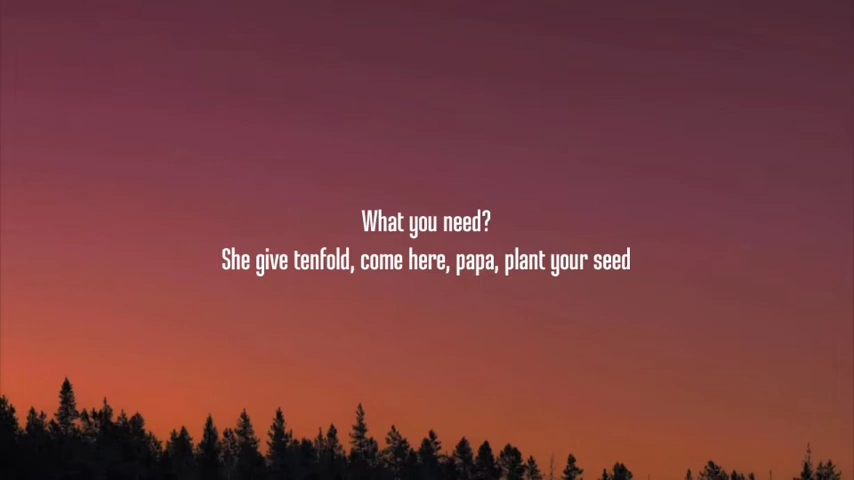 What you need?
She give tenfold, come here, papa, plant your seed